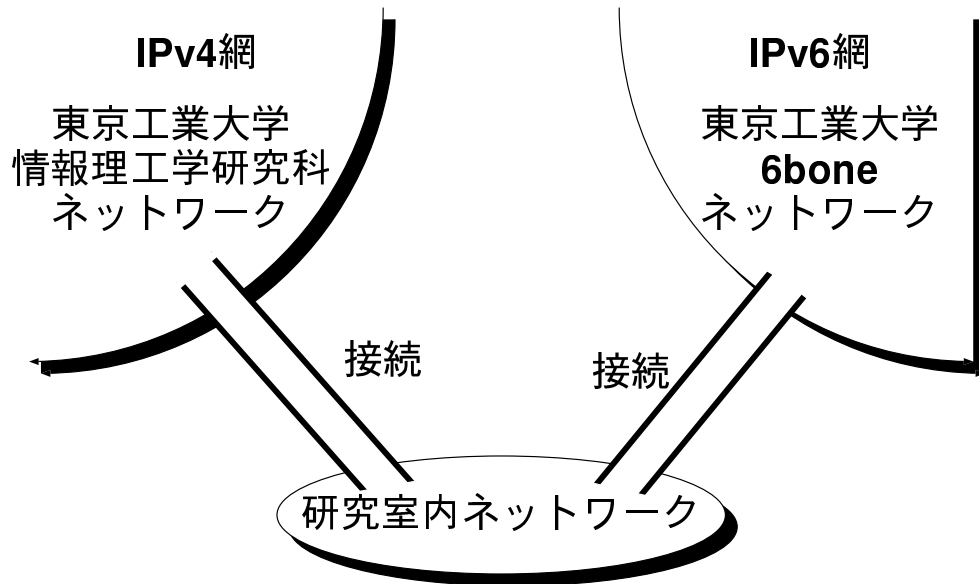 IPv4網
東京工業大学
情報理工学研究科
ネットワーク
IPv6網
東京工業大学
6bone
ネットワーク
接続
接続
研究室内ネットワーク